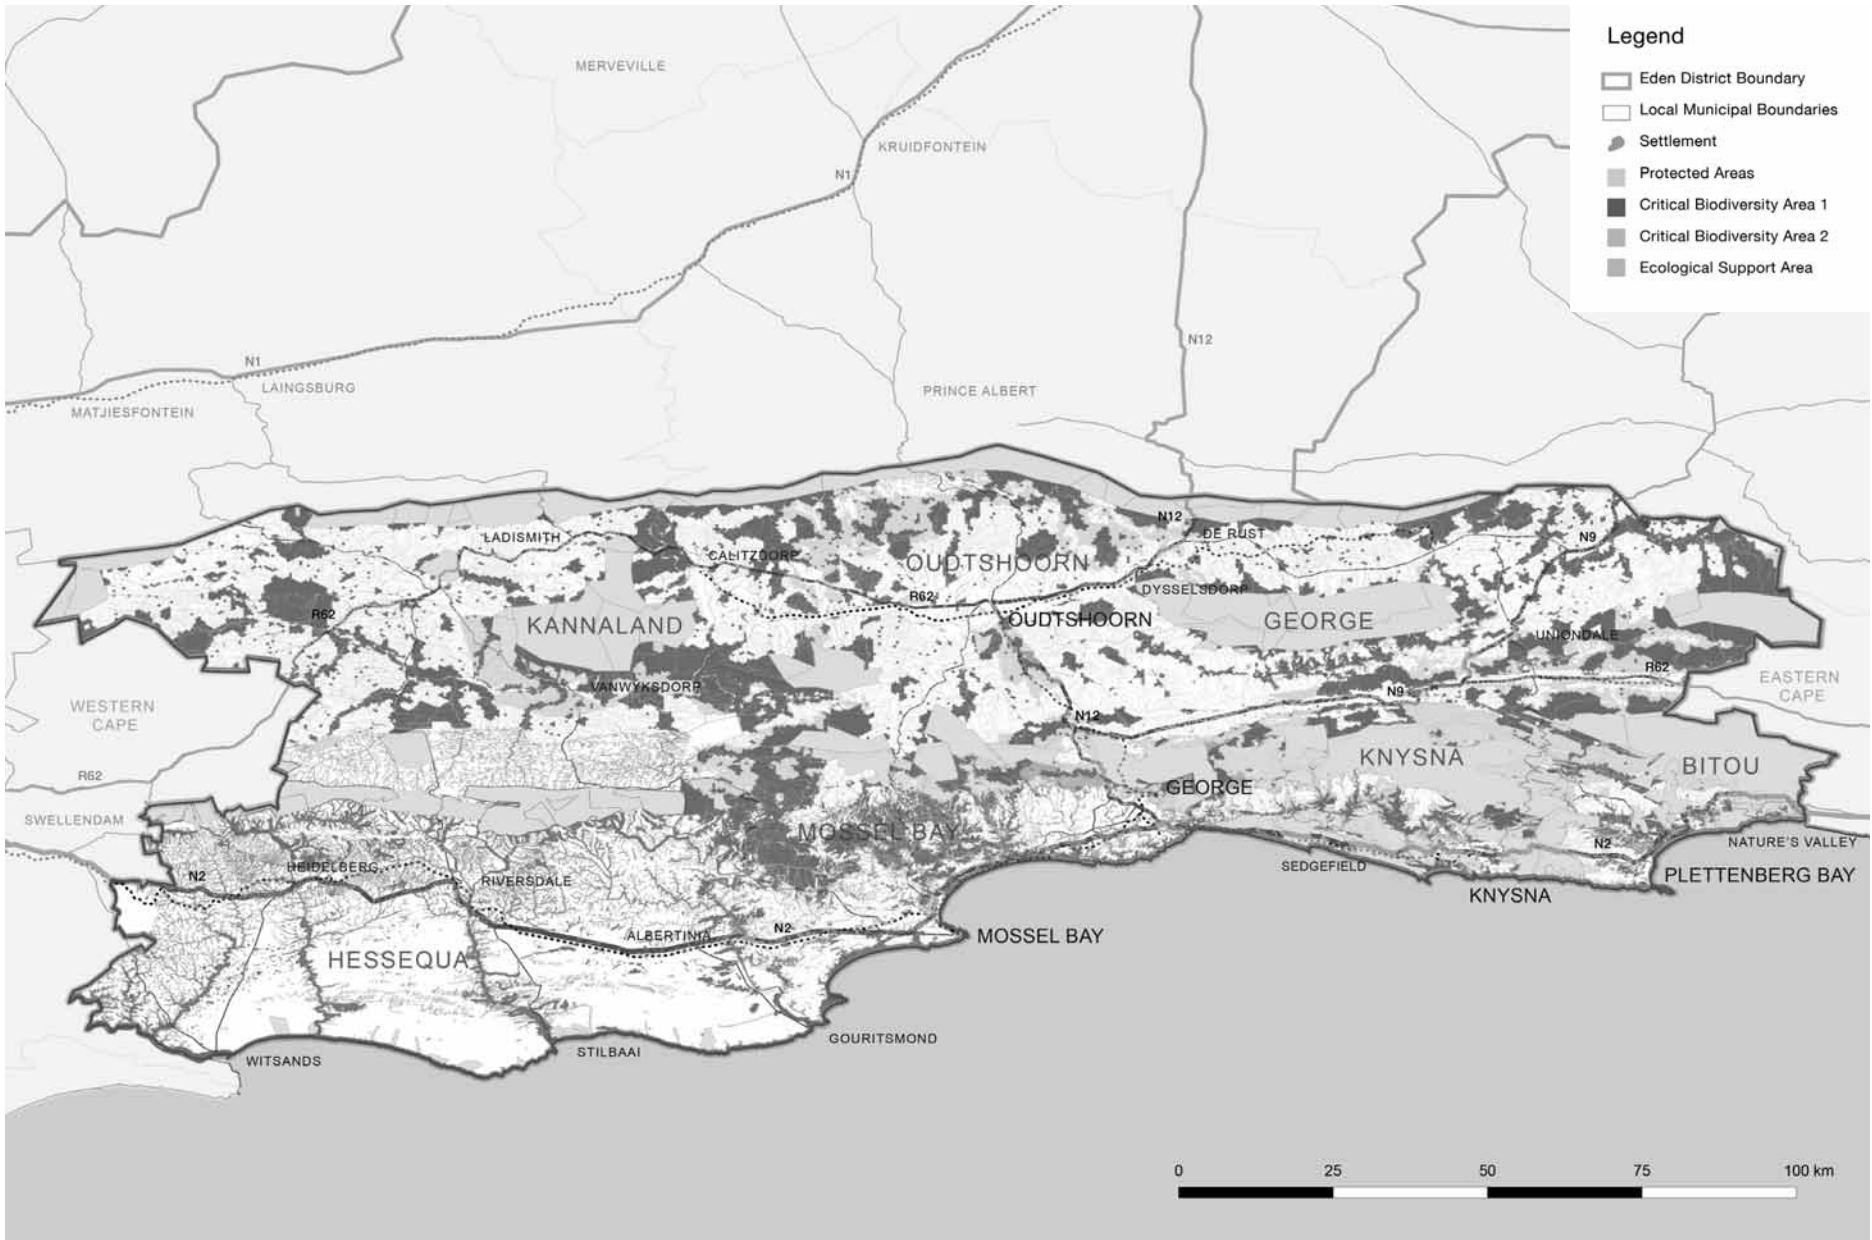 Legend
Eden District Boundary
Local Municipal Boundaries
Settlement
Protected Areas
Critical Biodiversity Area 1
Critical Biodiversity Area 2
Ecological Support Area
MERVEVILLE
KRUIDFONTEIN
N1
N12
N1
LAINGSBURG
MATJIESFONTEIN
PRINCE ALBERT
N12
DE RUST
N9
LADISMITH
CALITZDORP
OUDTSHOORN
DYSSELSDORP
R62
R62
OUDTSHOORN
GEORGE
KANNALAND
UNIONDALE
R62
VANWYKSDORP
N9
EASTERN
CAPE
WESTERN
CAPE
N12
KNYSNA
BITOU
R62
GEORGE
SWELLENDAM
MOSSEL BAY
N2
NATURE'S VALLEY
HEIDELBERG
SEDGEFIELD
N2
RIVERSDALE
PLETTENBERG BAY
KNYSNA
N2
ALBERTINIA
MOSSEL BAY
HESSEQUA
GOURITSMOND
STILBAAI
WITSANDS
0 25 50 75 100 km